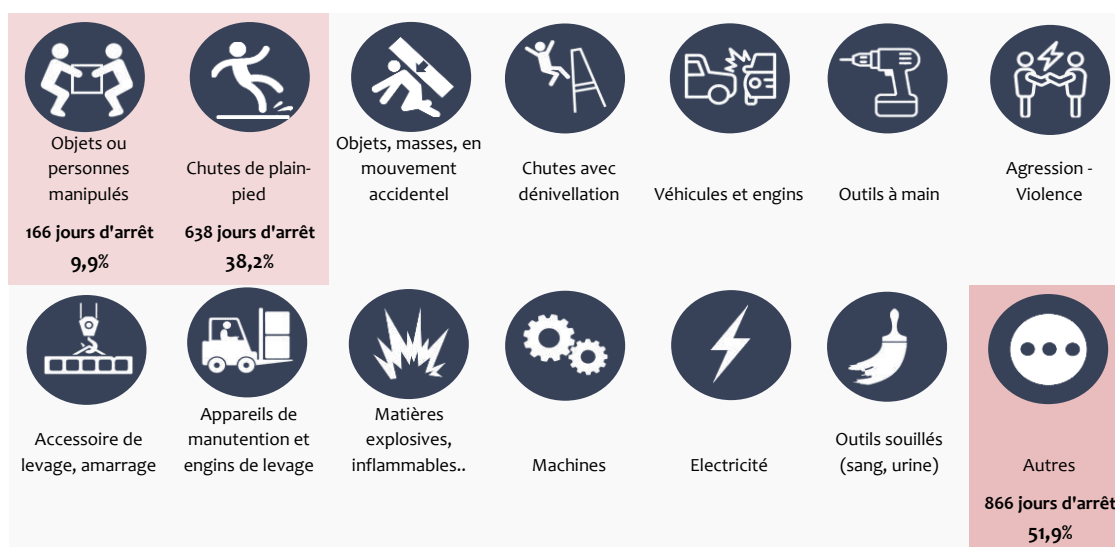 Objets ou
personnes
manipulés
166 jours d'arrêt
9,9%
Chutes de plain-
pied
638 jours d'arrêt
38,2%
Objets, masses, en
mouvement
accidentel
Chutes avec
dénivellation
Véhicules et engins
Outils à main
Agression -
Violence
Accessoire de
levage, amarrage
Appareils de
manutention et
engins de levage
Matières
explosives,
inflammables..
Machines
Electricité
Outils souillés
(sang, urine)
Autres
866 jours d'arrêt
51,9%